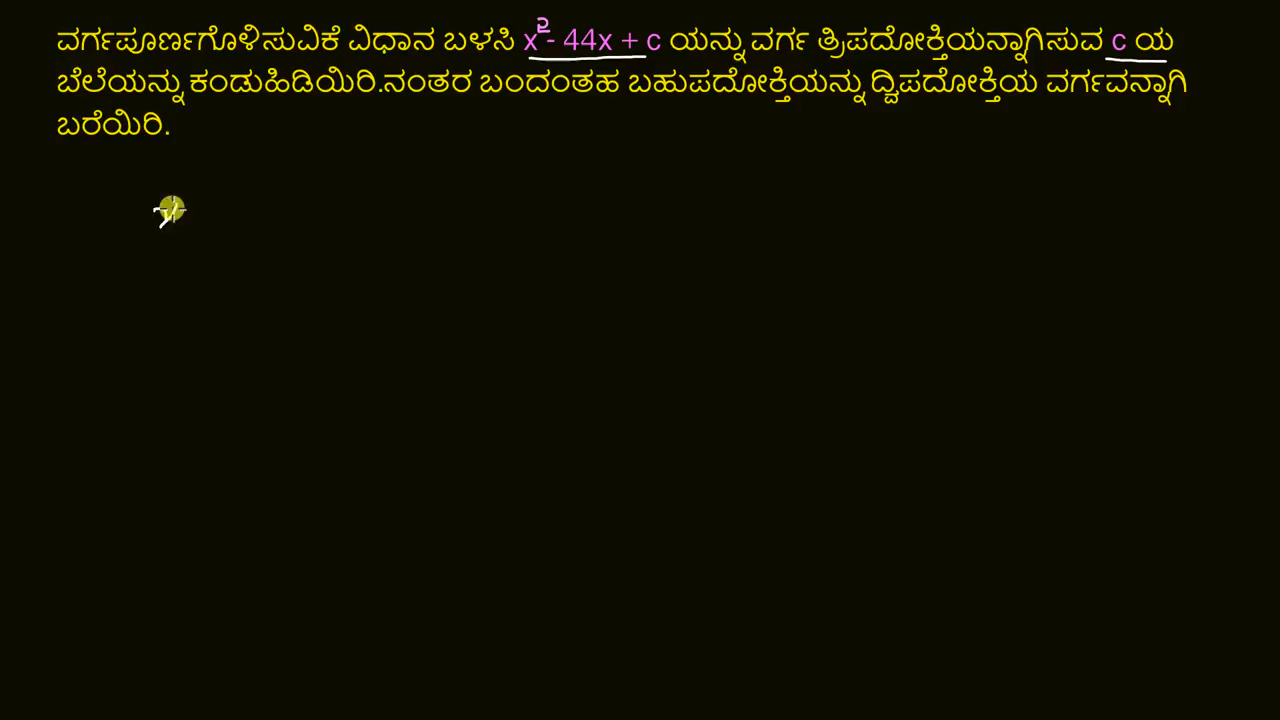 ವರ್ಗಪೂರ್ಣಗೊಳಿಸುವಿಕೆ ವಿಧಾನ ಬಳಸಿ x²- 44x + c ಯನ್ನು ವರ್ಗ ತ್ರಿಪದೋಕ್ತಿಯನ್ನಾಗಿಸುವ c ಯ
ಬೆಲೆಯನ್ನು ಕಂಡುಹಿಡಿಯಿರಿ.ನಂತರ ಬಂದಂತಹ ಬಹುಪದೋಕ್ತಿಯನ್ನು ದ್ವಿಪದೋಕ್ತಿಯ ವರ್ಗವನ್ನಾಗಿ
ಬರೆಯಿರಿ.